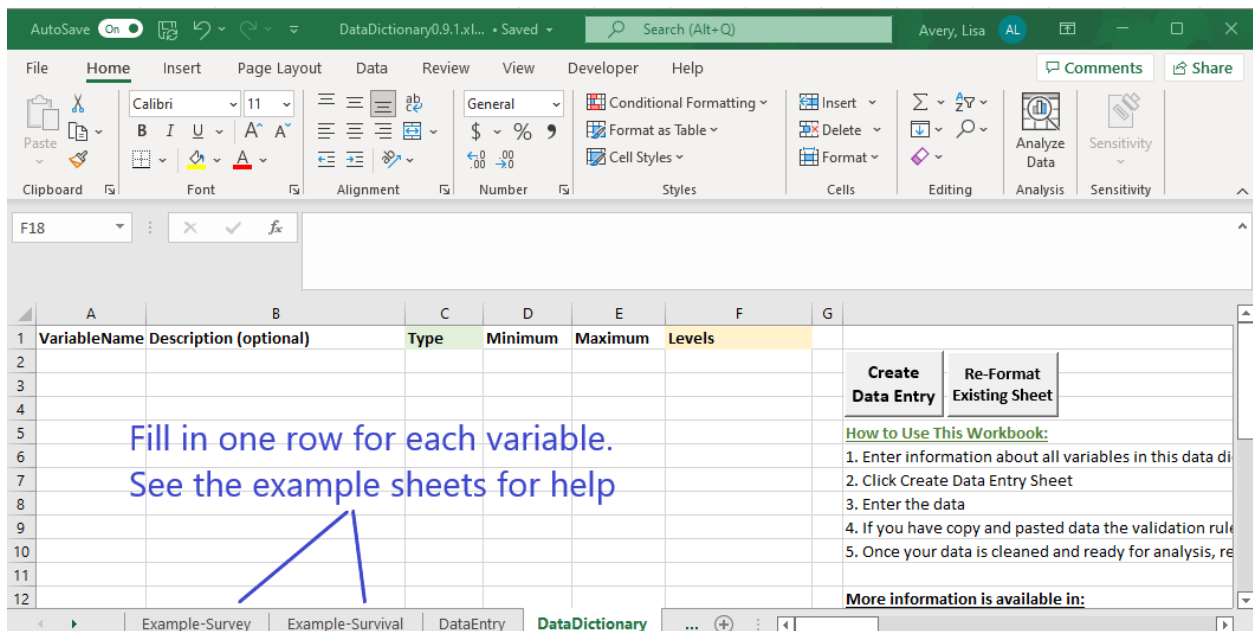 AutoSave On DataDictionary0.9.1.xl... • Saved Search (Alt+Q) Avery, Lisa AL
File Home Insert Page Layout Data Review View Developer Help Comments Share
Paste
Clipboard
Calibri 11
B I U A A
A
Font
ab
Alignment
General
$ % 9
.00 .00
Number
Conditional Formatting
Format as Table
Cell Styles
Styles
Insert
Delete
Format
Cells
Editing
Analyze
Data
Analysis
Sensitivity
Sensitivity
F18 fx
A B C D E F G
1 VariableName Description (optional) Type Minimum Maximum Levels
2
3
4
5
6
7
8
9
10
11
12
Create
Data Entry
Re-Format
Existing Sheet
Fill in one row for each variable.
See the example sheets for help
How to Use This Workbook:
1. Enter information about all variables in this data di
2. Click Create Data Entry Sheet
3. Enter the data
4. If you have copy and pasted data the validation rule
5. Once your data is cleaned and ready for analysis, re
More information is available in:
Example-Survey Example-Survival DataEntry DataDictionary ...